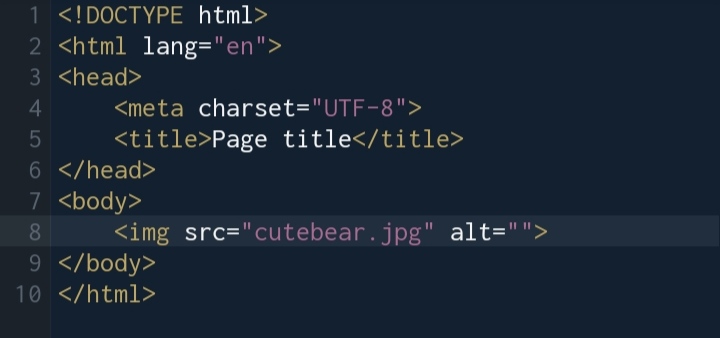 1 <!DOCTYPE html>
2 <html lang="en">
3 <head>
4     <meta charset="UTF-8">
5     <title>Page title</title>
6 </head>
7 <body>
8     <img src="cutebear.jpg" alt="">
9 </body>
10 </html>